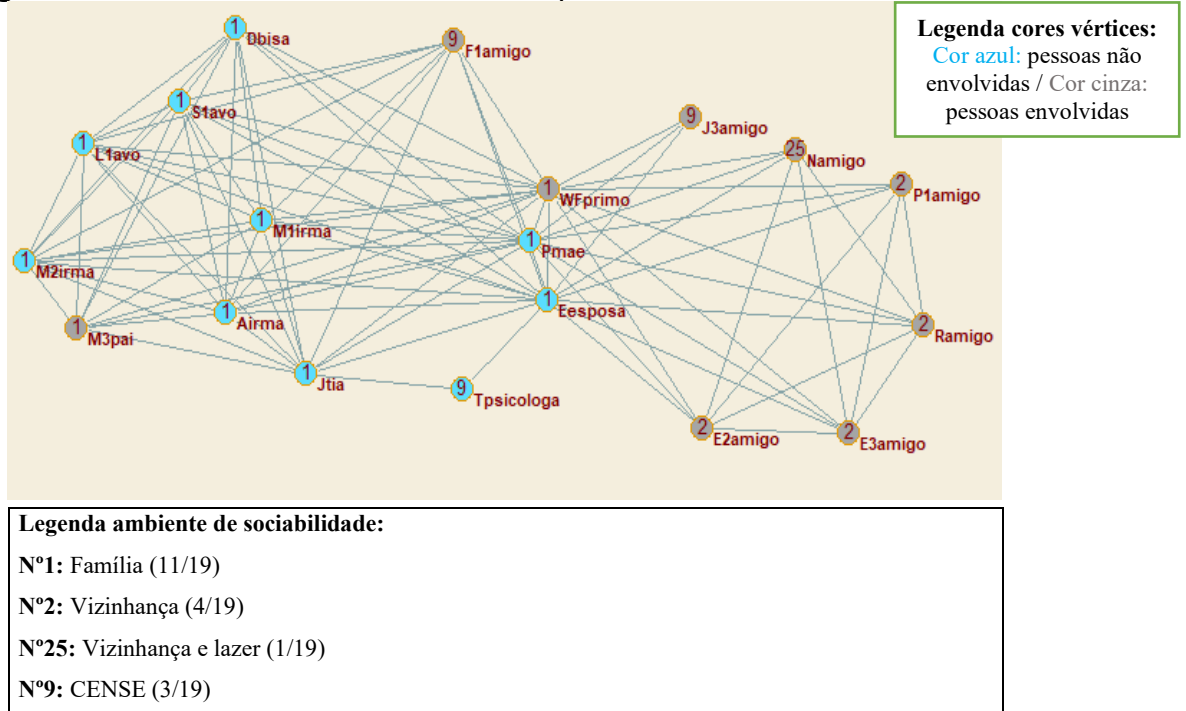 1 Dbisa
9 F1amigo
Legenda cores vértices:
Cor azul: pessoas não
envolvidas / Cor cinza:
pessoas envolvidas
1 S1avo
9 J3amigo
1 L1avo
25 Namigo
2 P1amigo
1 WFprimo
1 M1irma
1 Pmae
1 M2irma
1 Eesposa
1 Airma
1 M3pai
2 Ramigo
1 Jtia
9 Tpsicologa
2 E2amigo
2 E3amigo
Legenda ambiente de sociabilidade:
Nº1: Família (11/19)
Nº2: Vizinhança (4/19)
Nº25: Vizinhança e lazer (1/19)
Nº9: CENSE (3/19)